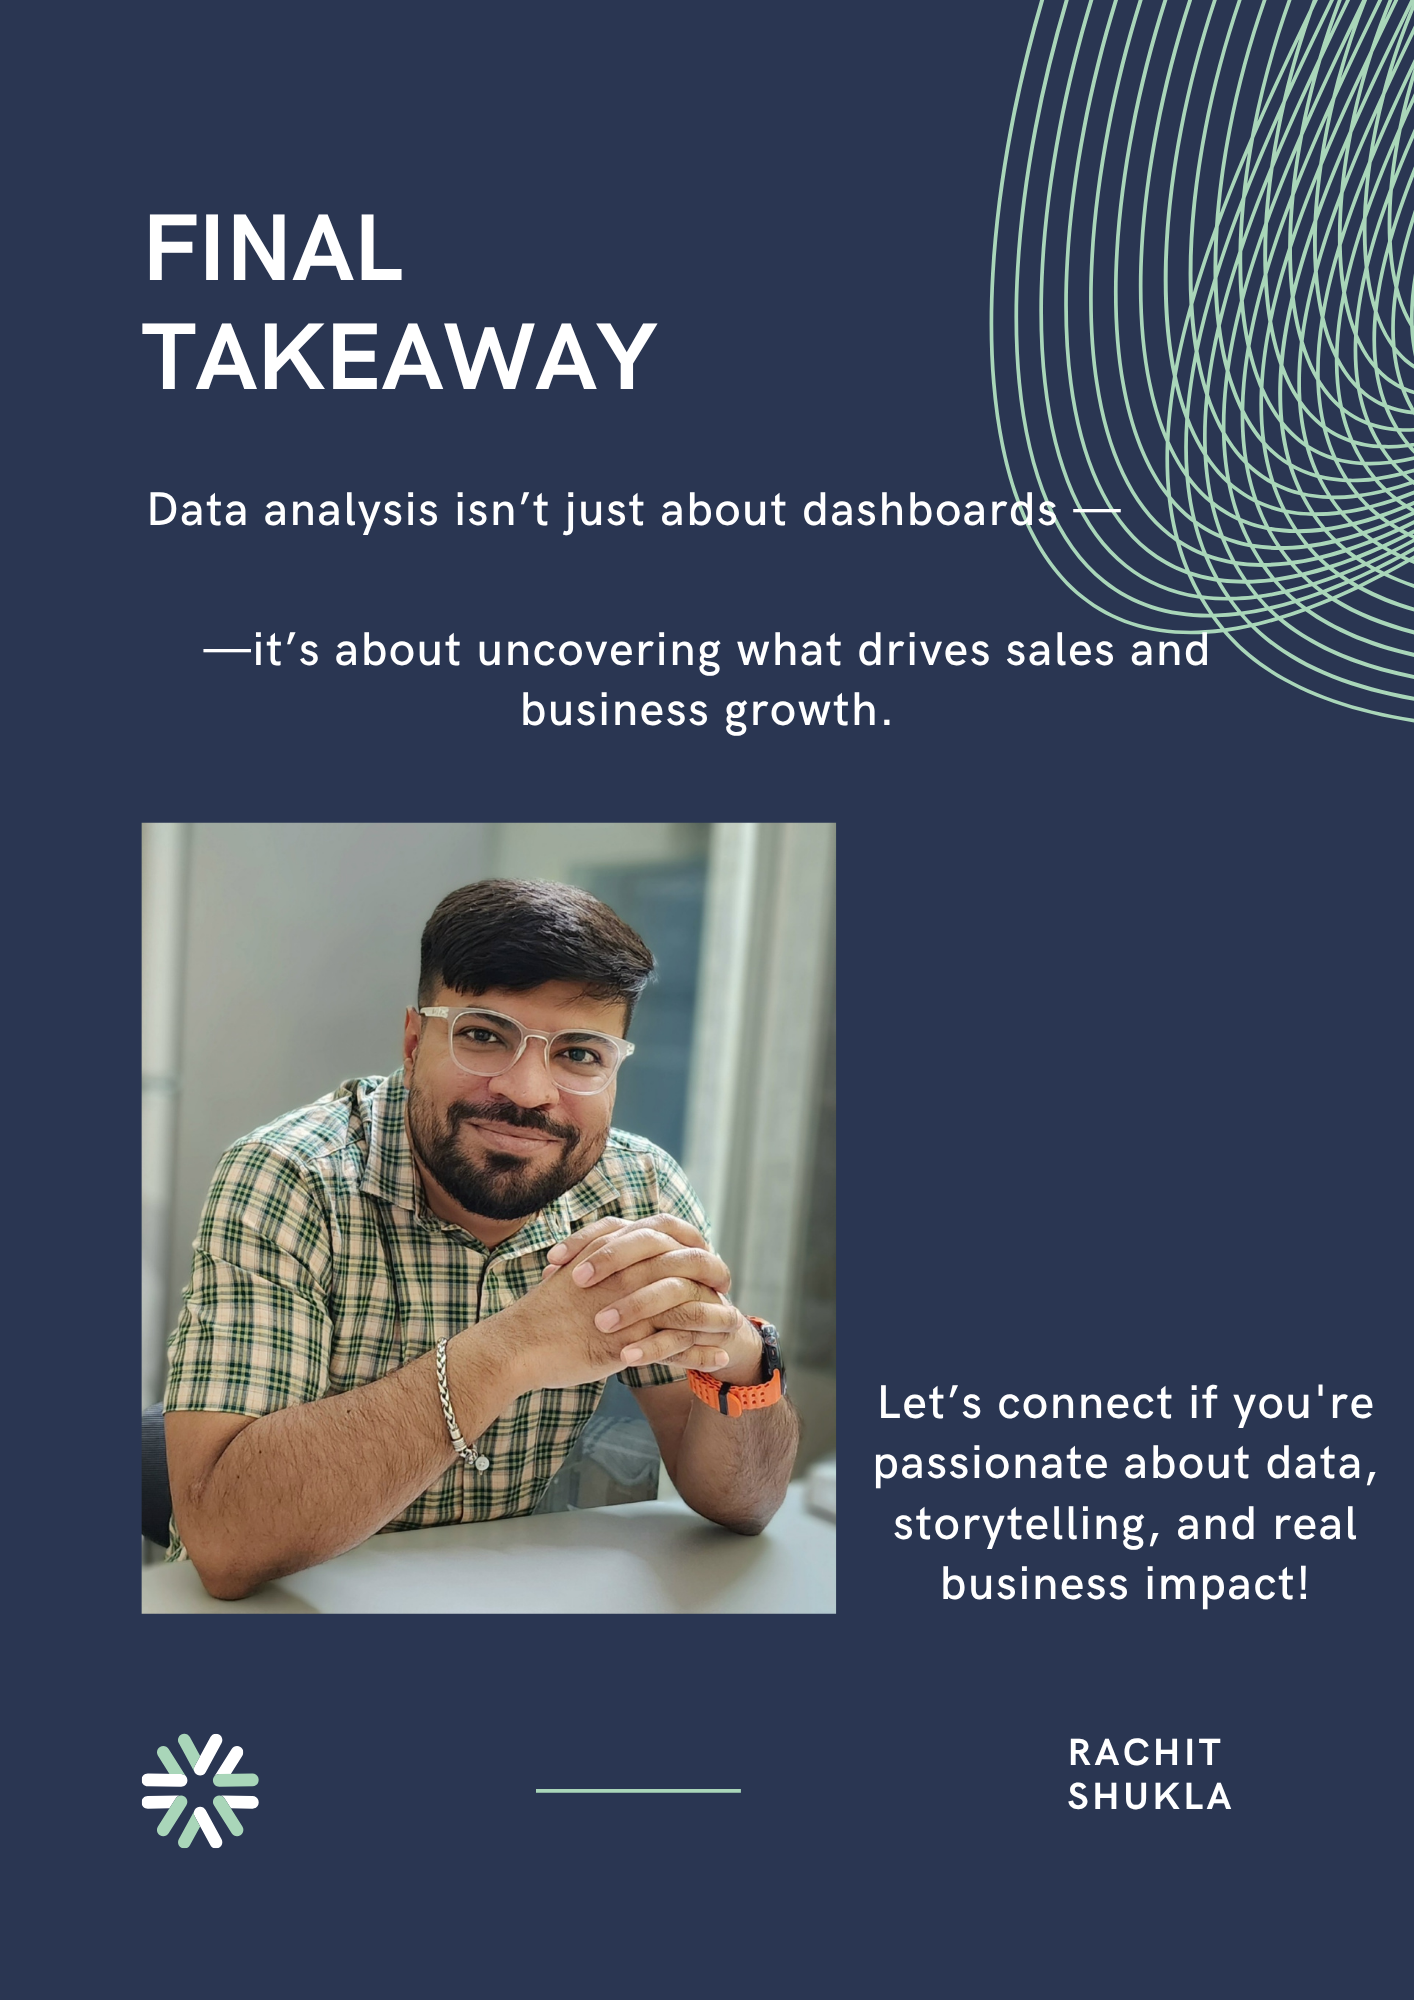 FINAL
TAKEAWAY
Data analysis isn’t just about dashboards —
—it’s about uncovering what drives sales and
business growth.
Let’s connect if you're
passionate about data,
storytelling, and real
business impact!
RACHIT
SHUKLA